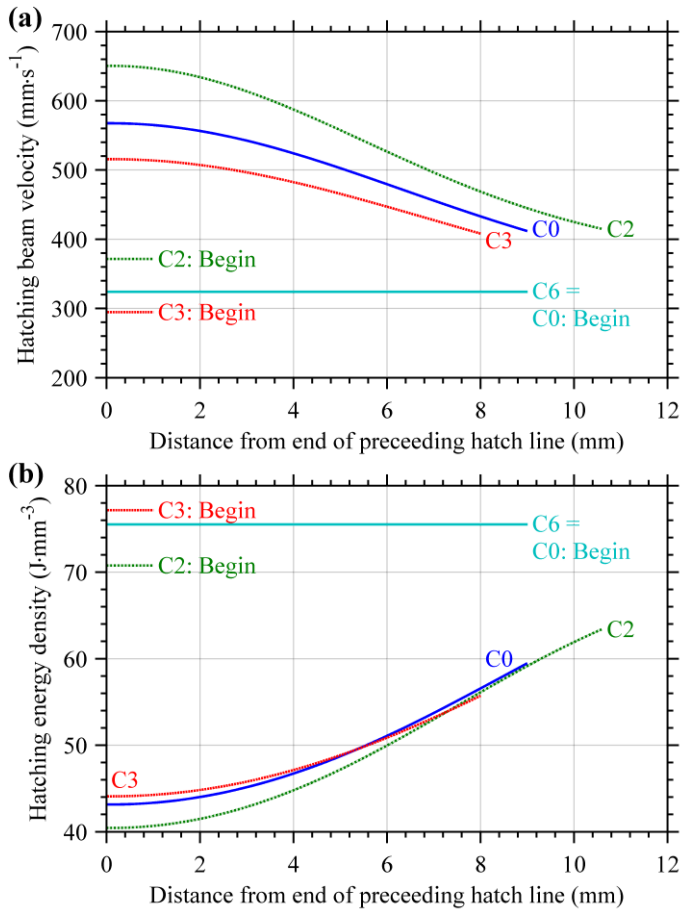 (a)
Hatching beam velocity (mm·s⁻¹)
700
600
500
400
300
200
C2: Begin
C3: Begin
C3
C0
C2
C6 =
C0: Begin
0 2 4 6 8 10 12
Distance from end of preceeding hatch line (mm)
(b)
Hatching energy density (J·mm⁻³)
80
70
60
50
40
C3: Begin
C2: Begin
C6 =
C0: Begin
C0
C2
C3
0 2 4 6 8 10 12
Distance from end of preceeding hatch line (mm)